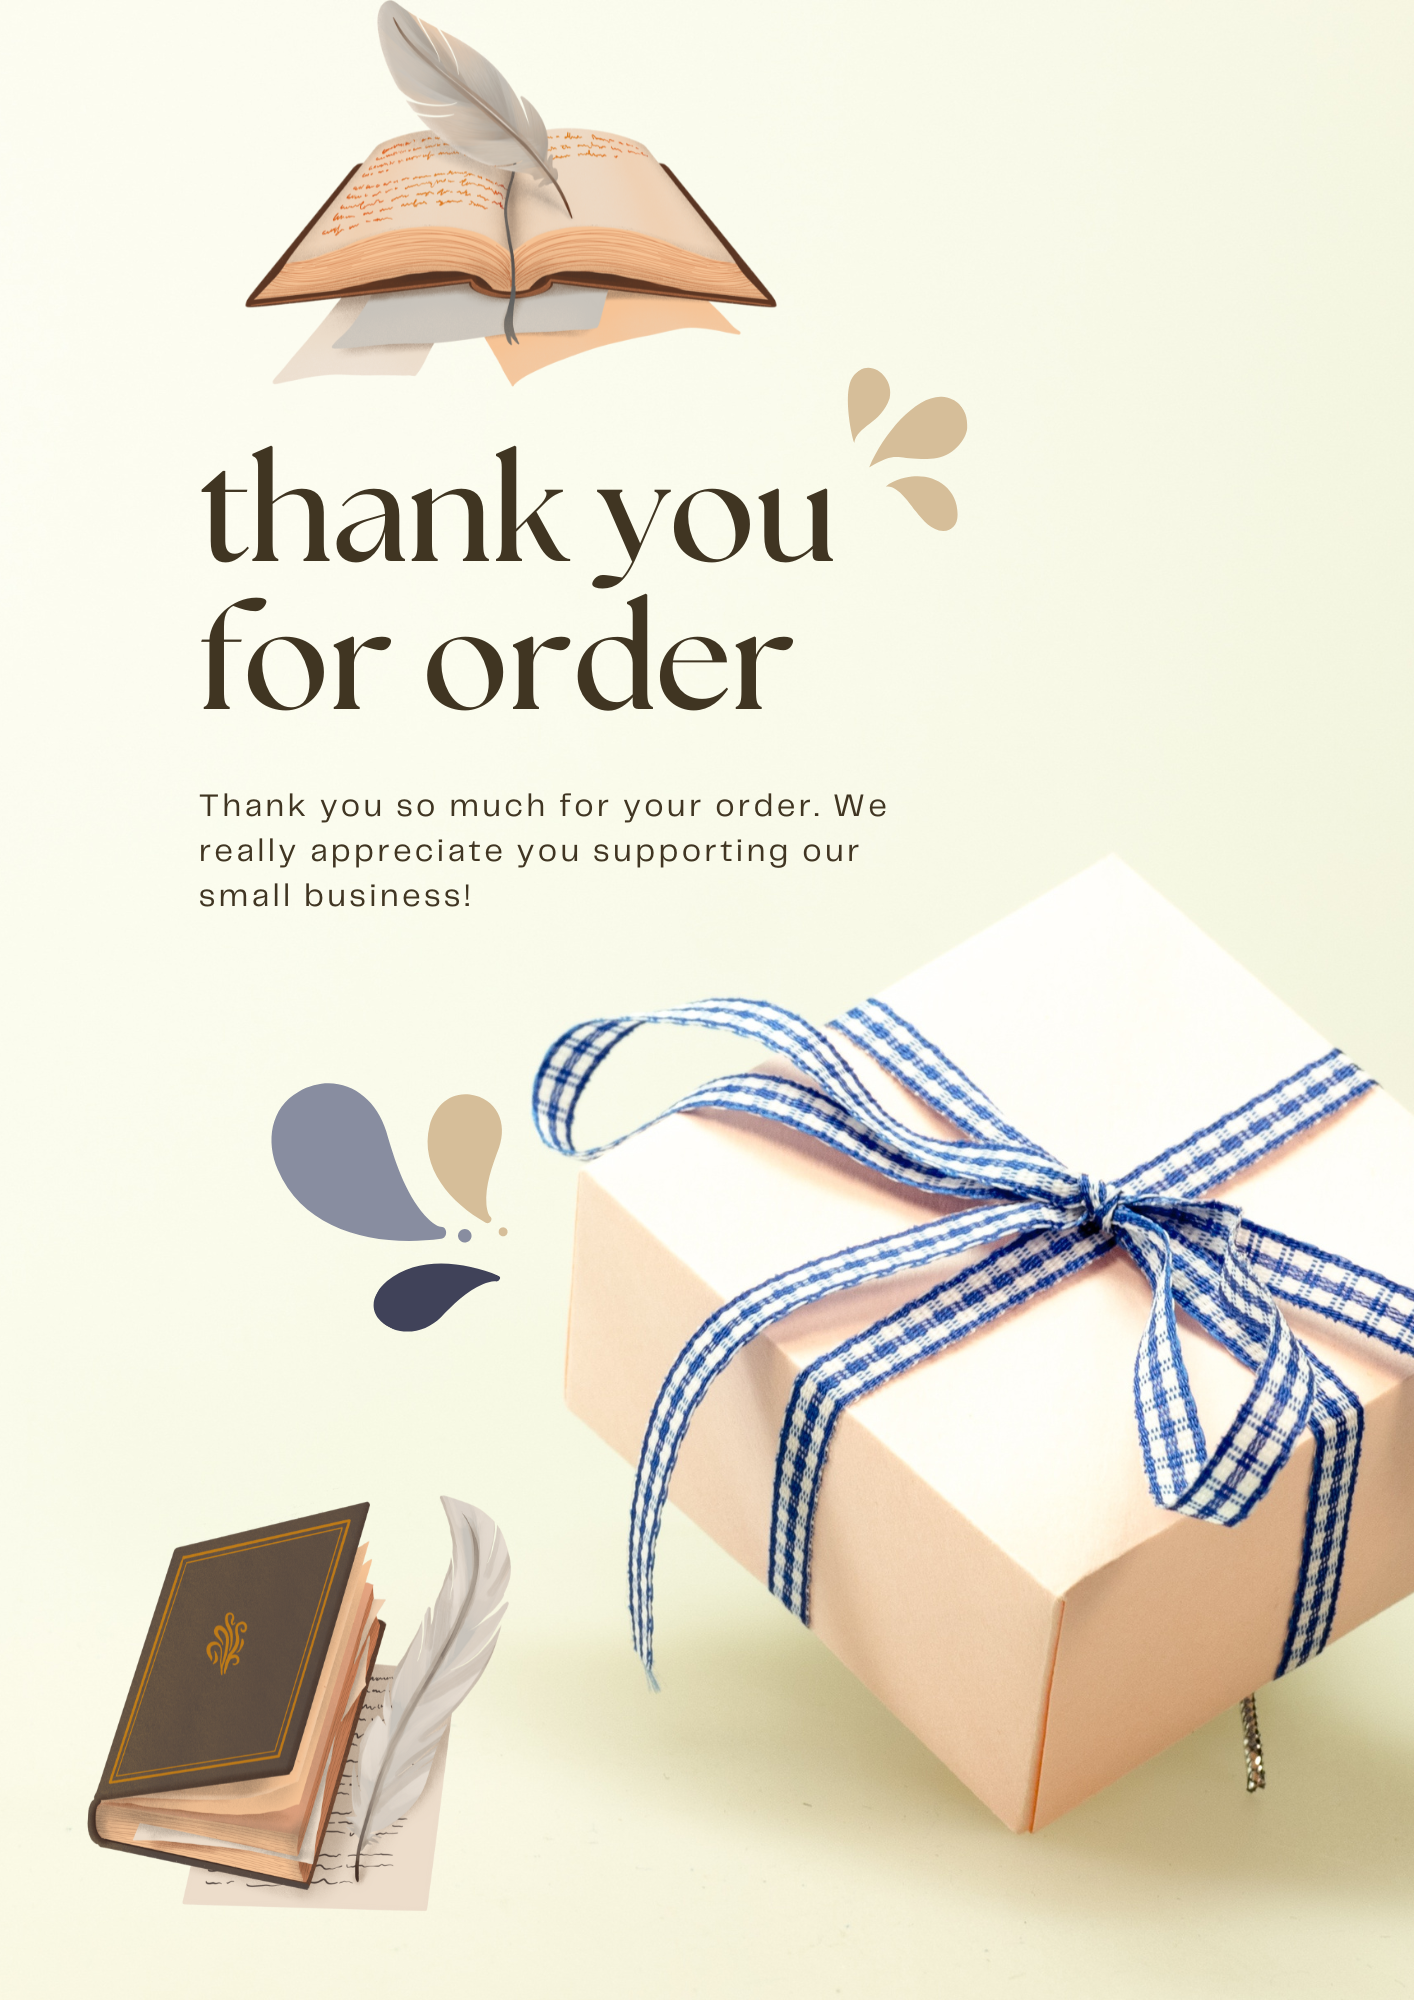 thank you
for order
Thank you so much for your order. We
really appreciate you supporting our
small business!